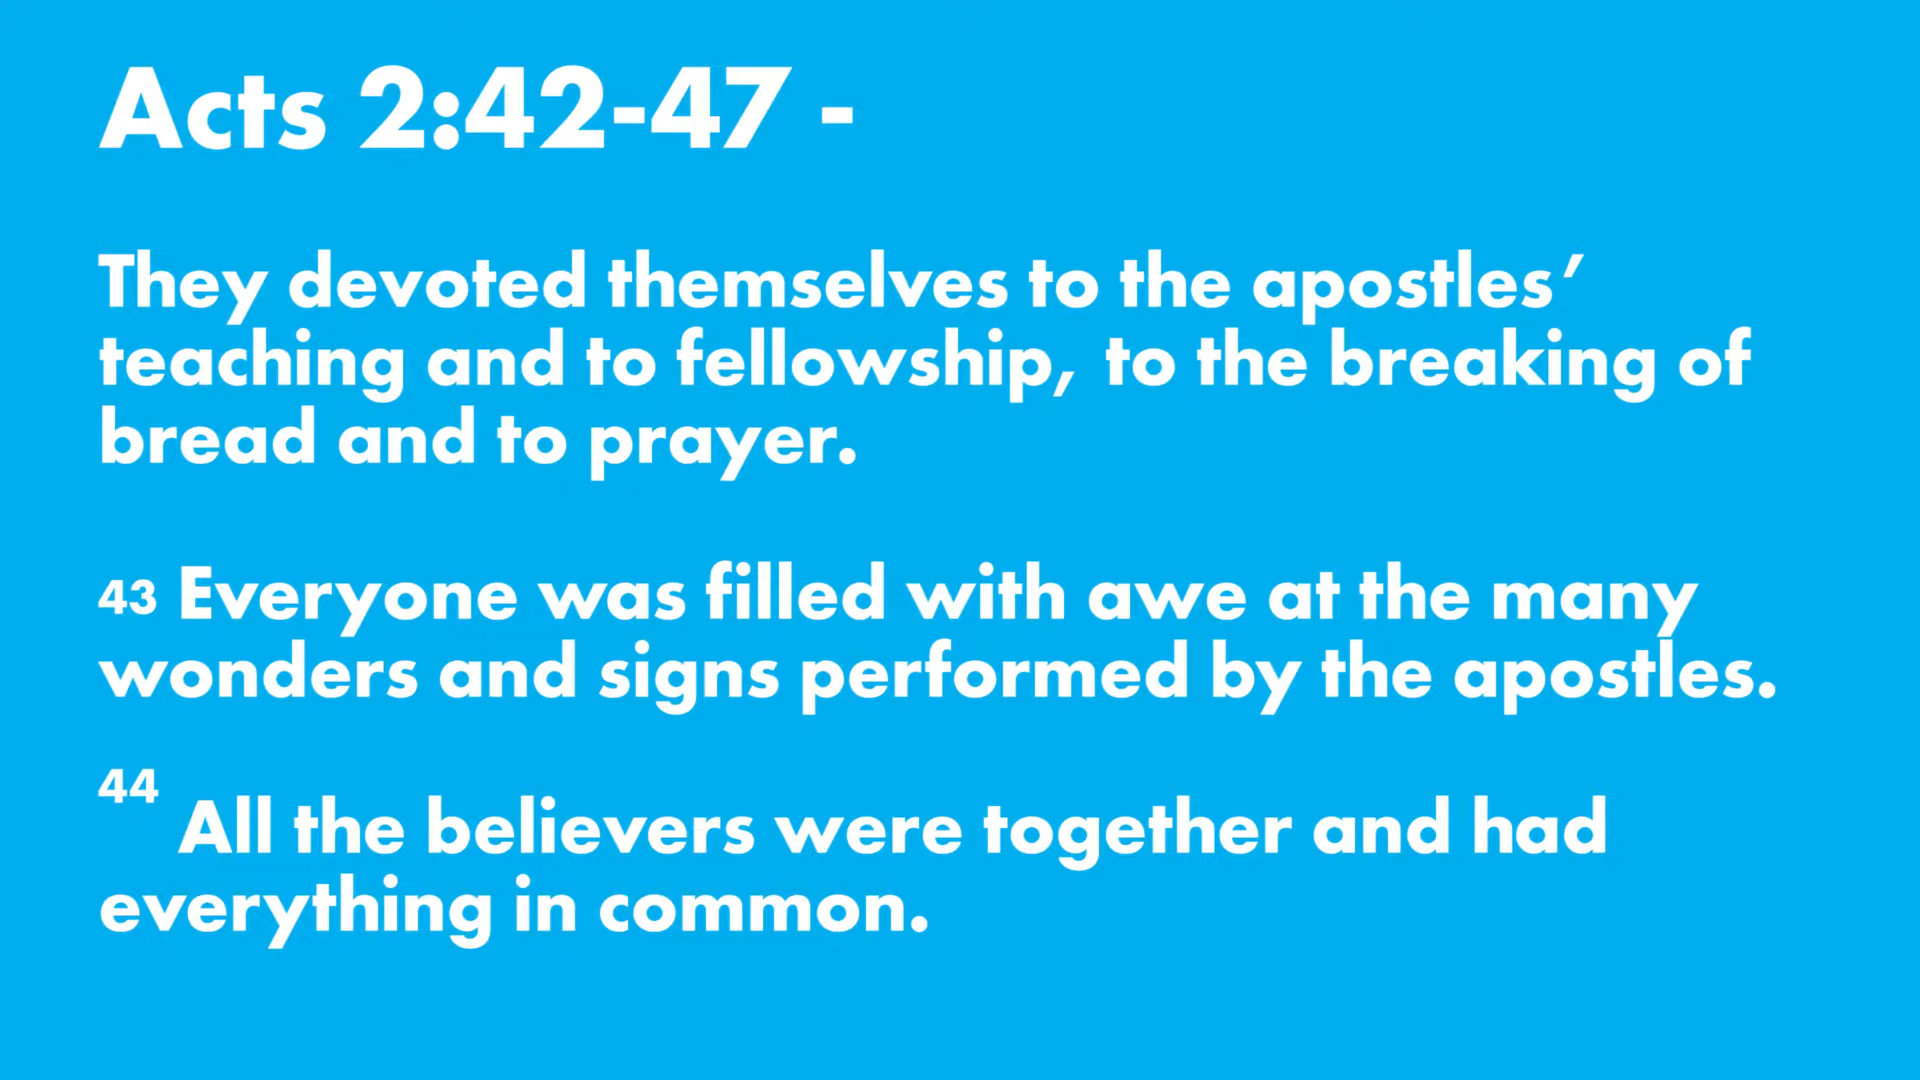 Acts 2:42-47 -
They devoted themselves to the apostles’
teaching and to fellowship, to the breaking of
bread and to prayer.
43 Everyone was filled with awe at the many
wonders and signs performed by the apostles.
44 All the believers were together and had
everything in common.